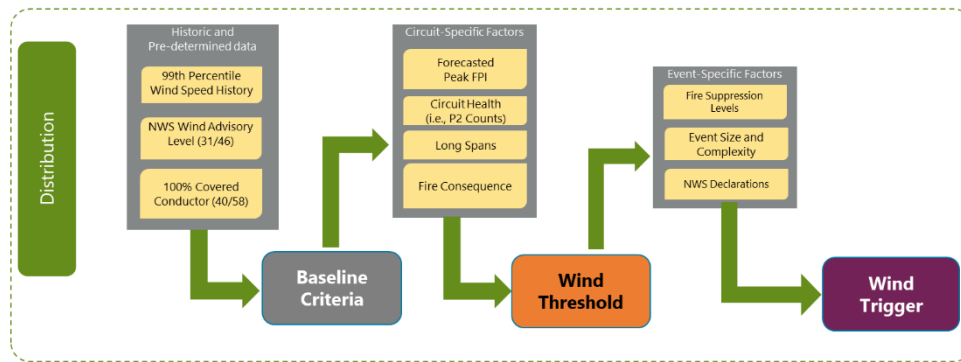 Distribution
Historic and
Pre-determined data
99th Percentile
Wind Speed History
NWS Wind Advisory
Level (31/46)
100% Covered
Conductor (40/58)
Baseline
Criteria
Circuit-Specific Factors
Forecasted
Peak FPI
Circuit Health
(i.e., P2 Counts)
Long Spans
Fire Consequence
Wind
Threshold
Event-Specific Factors
Fire Suppression
Levels
Event Size and
Complexity
NWS Declarations
Wind
Trigger